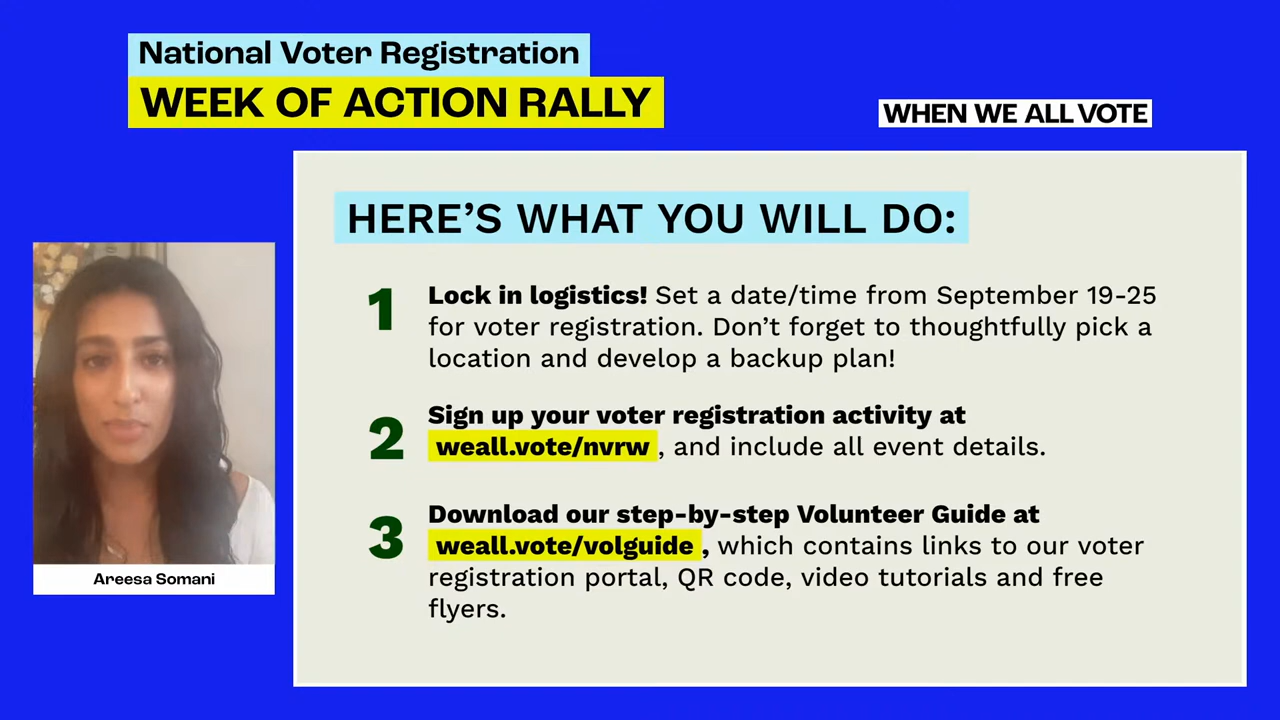 National Voter Registration
WEEK OF ACTION RALLY
WHEN WE ALL VOTE
HERE’S WHAT YOU WILL DO:
1
Lock in logistics! Set a date/time from September 19-25
for voter registration. Don’t forget to thoughtfully pick a
location and develop a backup plan!
2
Sign up your voter registration activity at
weall.vote/nvrw , and include all event details.
3
Download our step-by-step Volunteer Guide at
weall.vote/volguide , which contains links to our voter
registration portal, QR code, video tutorials and free
flyers.
Areesa Somani